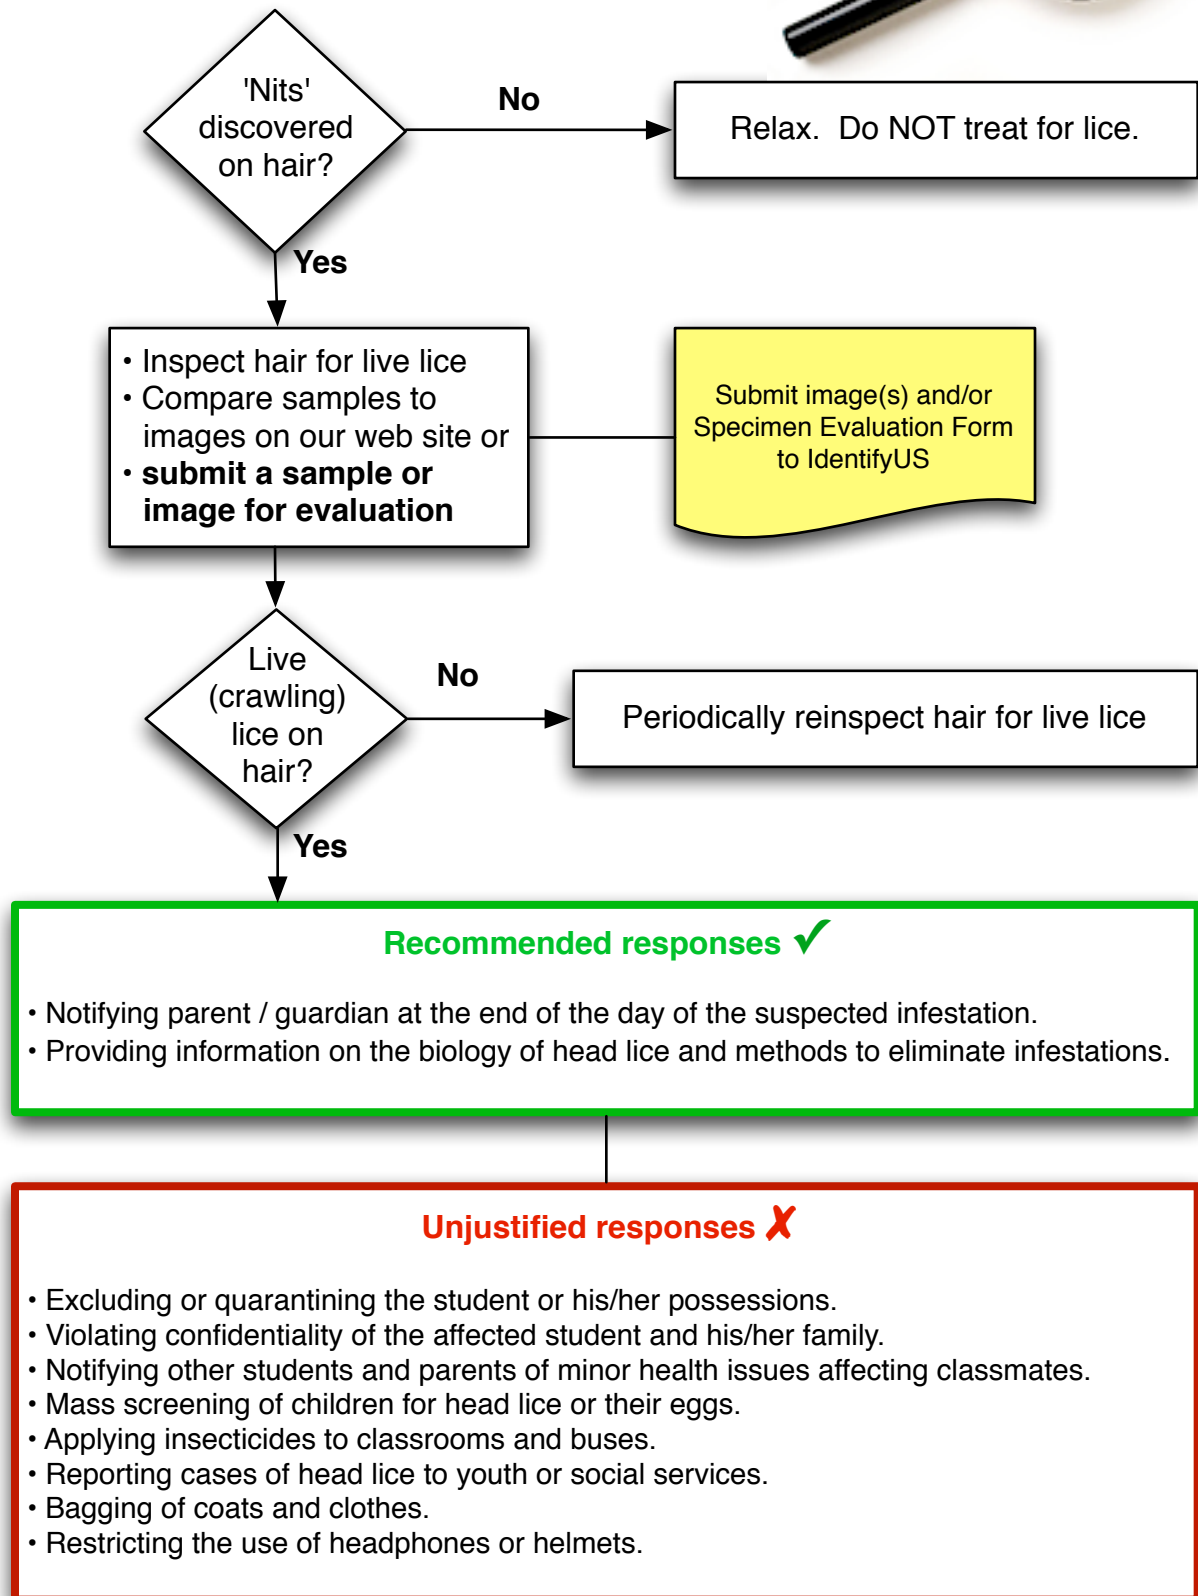 'Nits'
discovered
on hair?
No
Relax.  Do NOT treat for lice.
Yes
• Inspect hair for live lice
• Compare samples to
images on our web site or
• submit a sample or
image for evaluation
Submit image(s) and/or
Specimen Evaluation Form
to IdentifyUS
Live
(crawling)
lice on
hair?
No
Periodically reinspect hair for live lice
Yes
Recommended responses ✓
• Notifying parent / guardian at the end of the day of the suspected infestation.
• Providing information on the biology of head lice and methods to eliminate infestations.
Unjustified responses ✗
• Excluding or quarantining the student or his/her possessions.
• Violating confidentiality of the affected student and his/her family.
• Notifying other students and parents of minor health issues affecting classmates.
• Mass screening of children for head lice or their eggs.
• Applying insecticides to classrooms and buses.
• Reporting cases of head lice to youth or social services.
• Bagging of coats and clothes.
• Restricting the use of headphones or helmets.